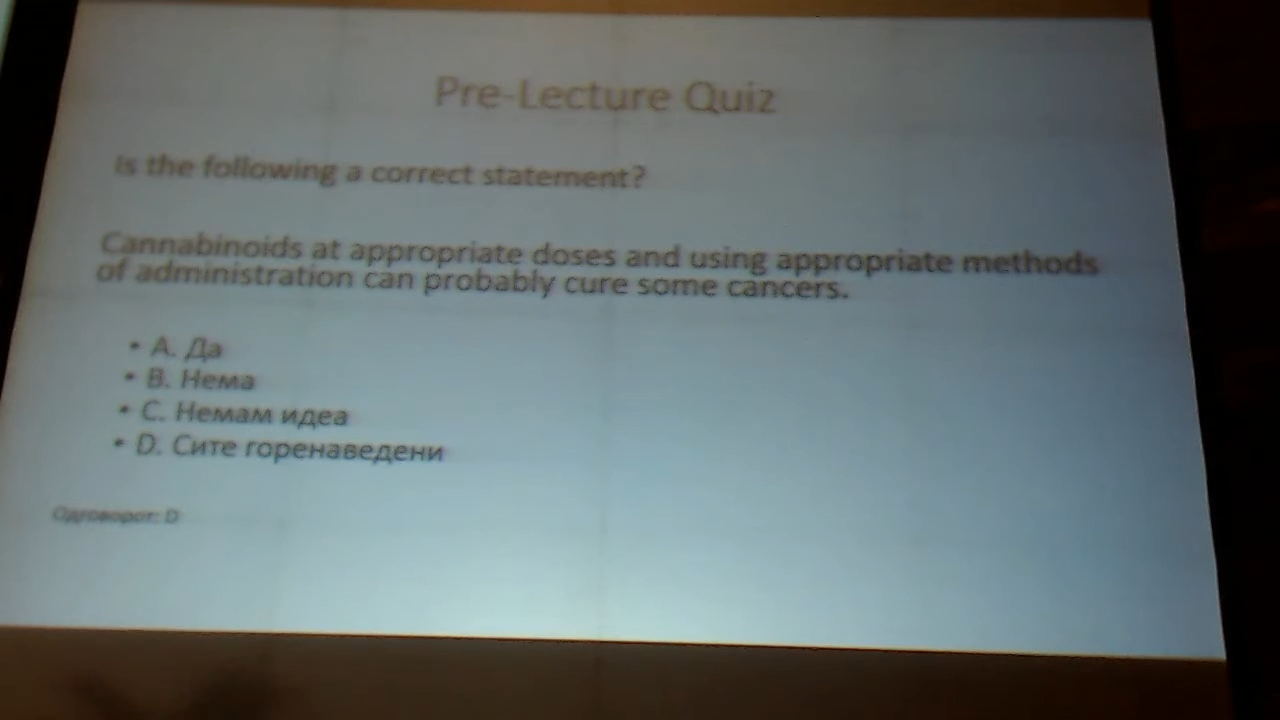 Pre-Lecture Quiz
Is the following a correct statement?
Cannabinoids at appropriate doses and using appropriate methods
of administration can probably cure some cancers.
• A. Да
• B. Нема
• C. Немам идеа
• D. Сите горенаведени
Одговорот: D